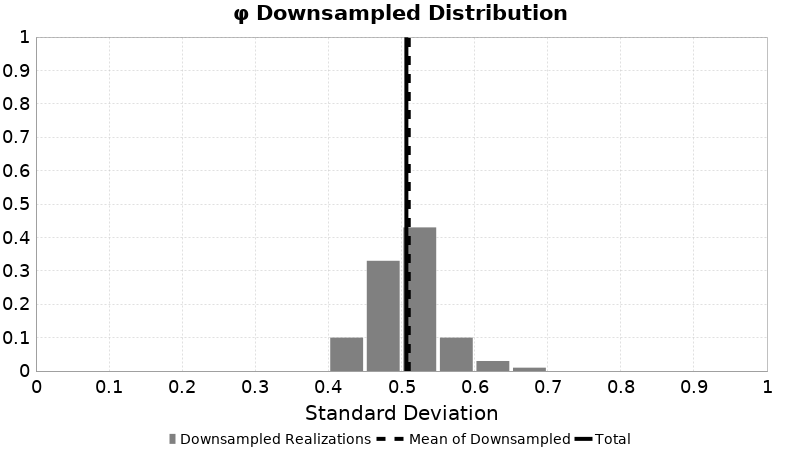 φ Downsampled Distribution
1
0.9
0.8
0.7
0.6
0.5
0.4
0.3
0.2
0.1
0
0 0.1 0.2 0.3 0.4 0.5 0.6 0.7 0.8 0.9 1
Standard Deviation
Downsampled Realizations Mean of Downsampled Total